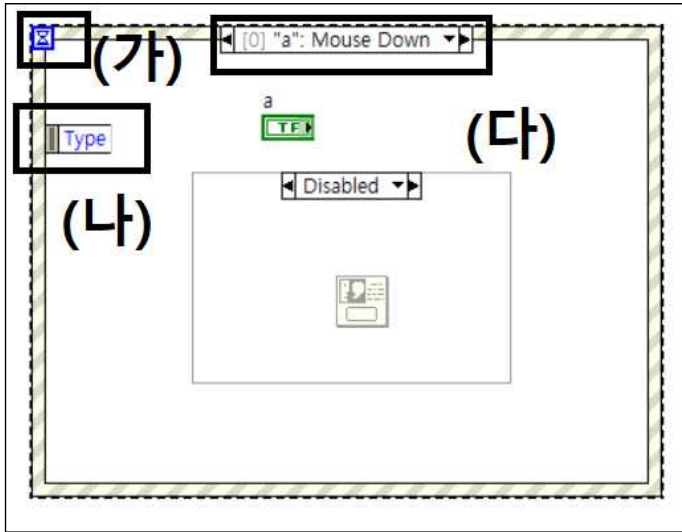 (가)
[0] "a": Mouse Down
a
TF
(다)
Type
(나)
Disabled